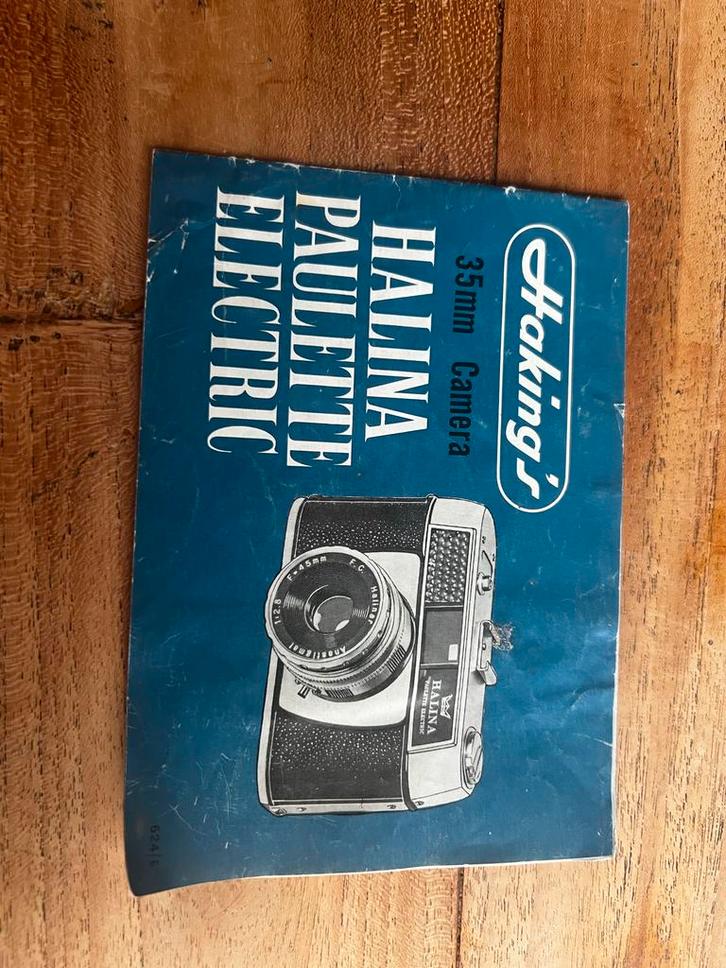 Haking's
35mm Camera
HALINA
PAULETTE
ELECTRIC
HALINA
"PAULETTE ELECTRIC"
F.C. Halinar Anastigmat 1:2.8 F=45mm